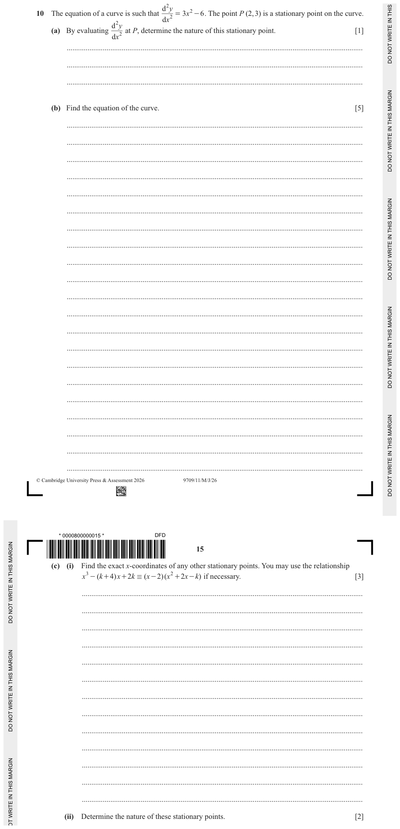 10 The equation of a curve is such that d²y/dx² = 3x² − 6. The point P (2, 3) is a stationary point on the curve.
(a) By evaluating d²y/dx² at P, determine the nature of this stationary point. [1]
(b) Find the equation of the curve. [5]
DO NOT WRITE IN THIS
DO NOT WRITE IN THIS MARGIN
DO NOT WRITE IN THIS MARGIN
DO NOT WRITE IN THIS MARGIN
DO NOT WRITE IN THIS MARGIN
© Cambridge University Press & Assessment 2026 9709/11/M/J/26
* 0000800000015 * DFD
15
(c) (i) Find the exact x-coordinates of any other stationary points. You may use the relationship
x³ − (k + 4)x + 2k ≡ (x − 2)(x² + 2x − k) if necessary. [3]
(ii) Determine the nature of these stationary points. [2]
DO NOT WRITE IN THIS MARGIN
DO NOT WRITE IN THIS MARGIN
OT WRITE IN THIS MARGIN